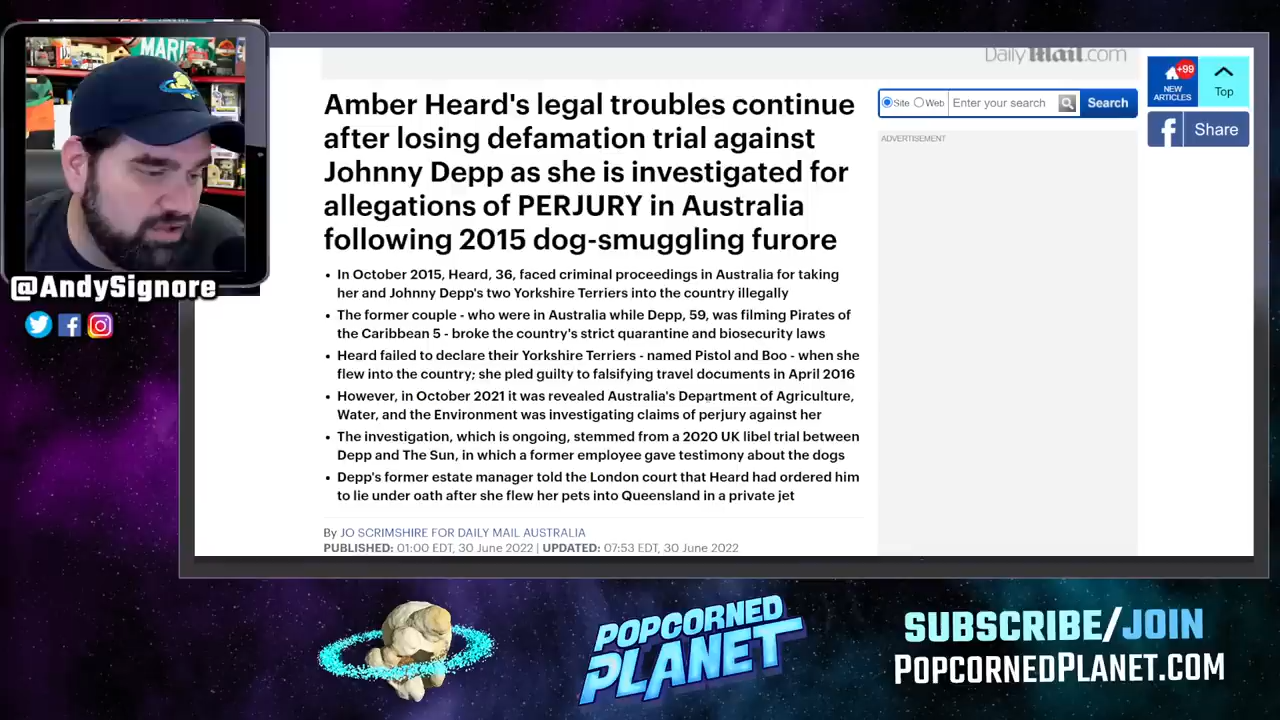 MARIE
@AndySignore
DailyMail.com
Amber Heard's legal troubles continue
after losing defamation trial against
Johnny Depp as she is investigated for
allegations of PERJURY in Australia
following 2015 dog-smuggling furore
• In October 2015, Heard, 36, faced criminal proceedings in Australia for taking
her and Johnny Depp's two Yorkshire Terriers into the country illegally
• The former couple - who were in Australia while Depp, 59, was filming Pirates of
the Caribbean 5 - broke the country's strict quarantine and biosecurity laws
• Heard failed to declare their Yorkshire Terriers - named Pistol and Boo - when she
flew into the country; she pled guilty to falsifying travel documents in April 2016
• However, in October 2021 it was revealed Australia's Department of Agriculture,
Water, and the Environment was investigating claims of perjury against her
• The investigation, which is ongoing, stemmed from a 2020 UK libel trial between
Depp and The Sun, in which a former employee gave testimony about the dogs
• Depp's former estate manager told the London court that Heard had ordered him
to lie under oath after she flew her pets into Queensland in a private jet
By JO SCRIMSHIRE FOR DAILY MAIL AUSTRALIA
PUBLISHED: 01:00 EDT, 30 June 2022 | UPDATED: 07:53 EDT, 30 June 2022
Site Web Enter your search Search
ADVERTISEMENT
+99
NEW
ARTICLES
Top
f Share
POPCORNED
PLANET
SUBSCRIBE/JOIN
POPCORNEDPLANET.COM